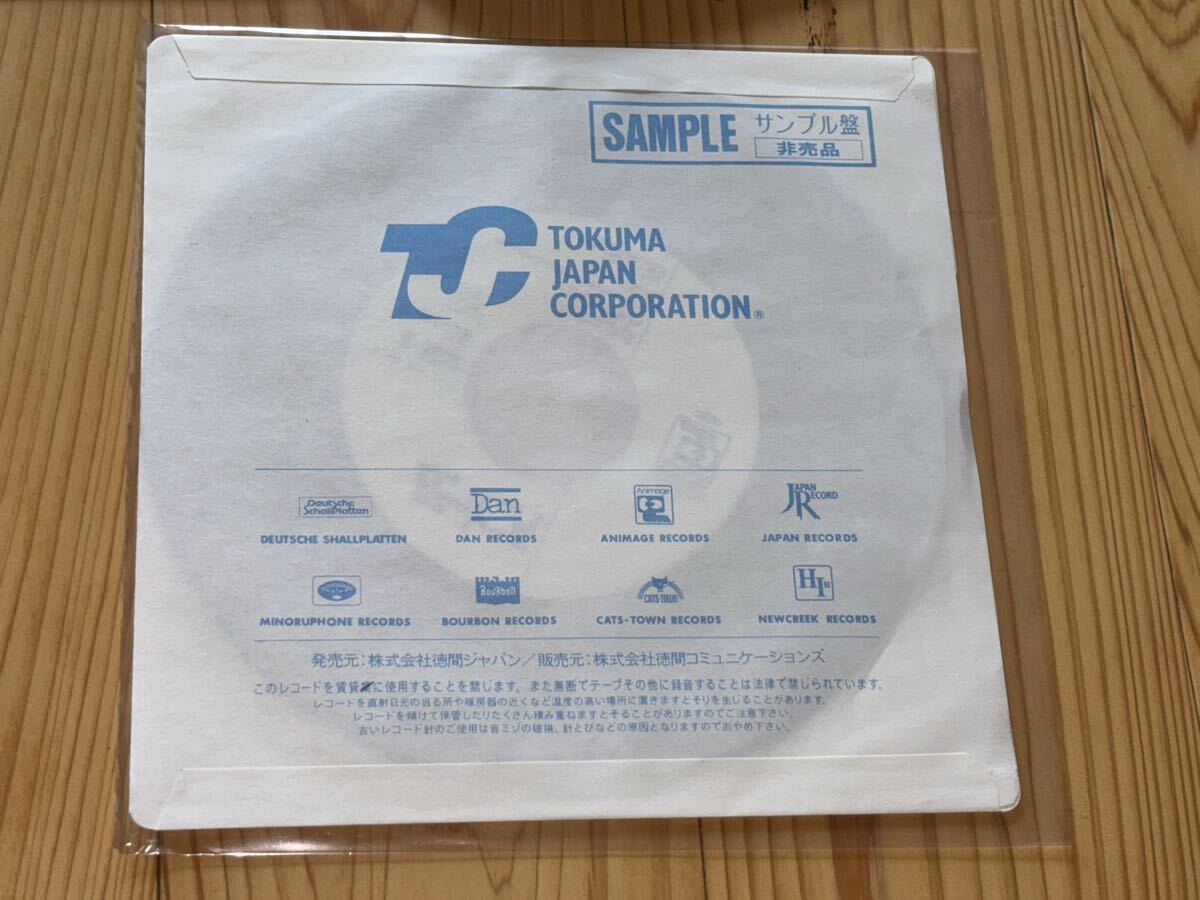 SAMPLE サンプル盤
非売品
TJC TOKUMA
JAPAN
CORPORATION®
Deutsche
SchallPlatten
DEUTSCHE SHALLPLATTEN
Dan
DAN RECORDS
Animage
ANIMAGE RECORDS
JAPAN
RECORD
JAPAN RECORDS
MINORUPHONE RECORDS
BouRbon
BOURBON RECORDS
CATS-TOWN
CATS-TOWN RECORDS
NEWCREEK RECORDS
発売元:株式会社徳間ジャパン/販売元:株式会社徳間コミュニケーションズ
このレコードを賃貸業に使用することを禁じます。また無断でテープその他に録音することは法律で禁じられています。
レコードを直射日光の当る所や暖房器の近くなど温度の高い場所に置きますとそりを生じることがあります。
レコードを傾けて保管したりたくさん積み重ねますとそることがありますのでご注意下さい。
古いレコード針のご使用は音ミゾの破損、針とびなどの原因となりますのでおやめ下さい。